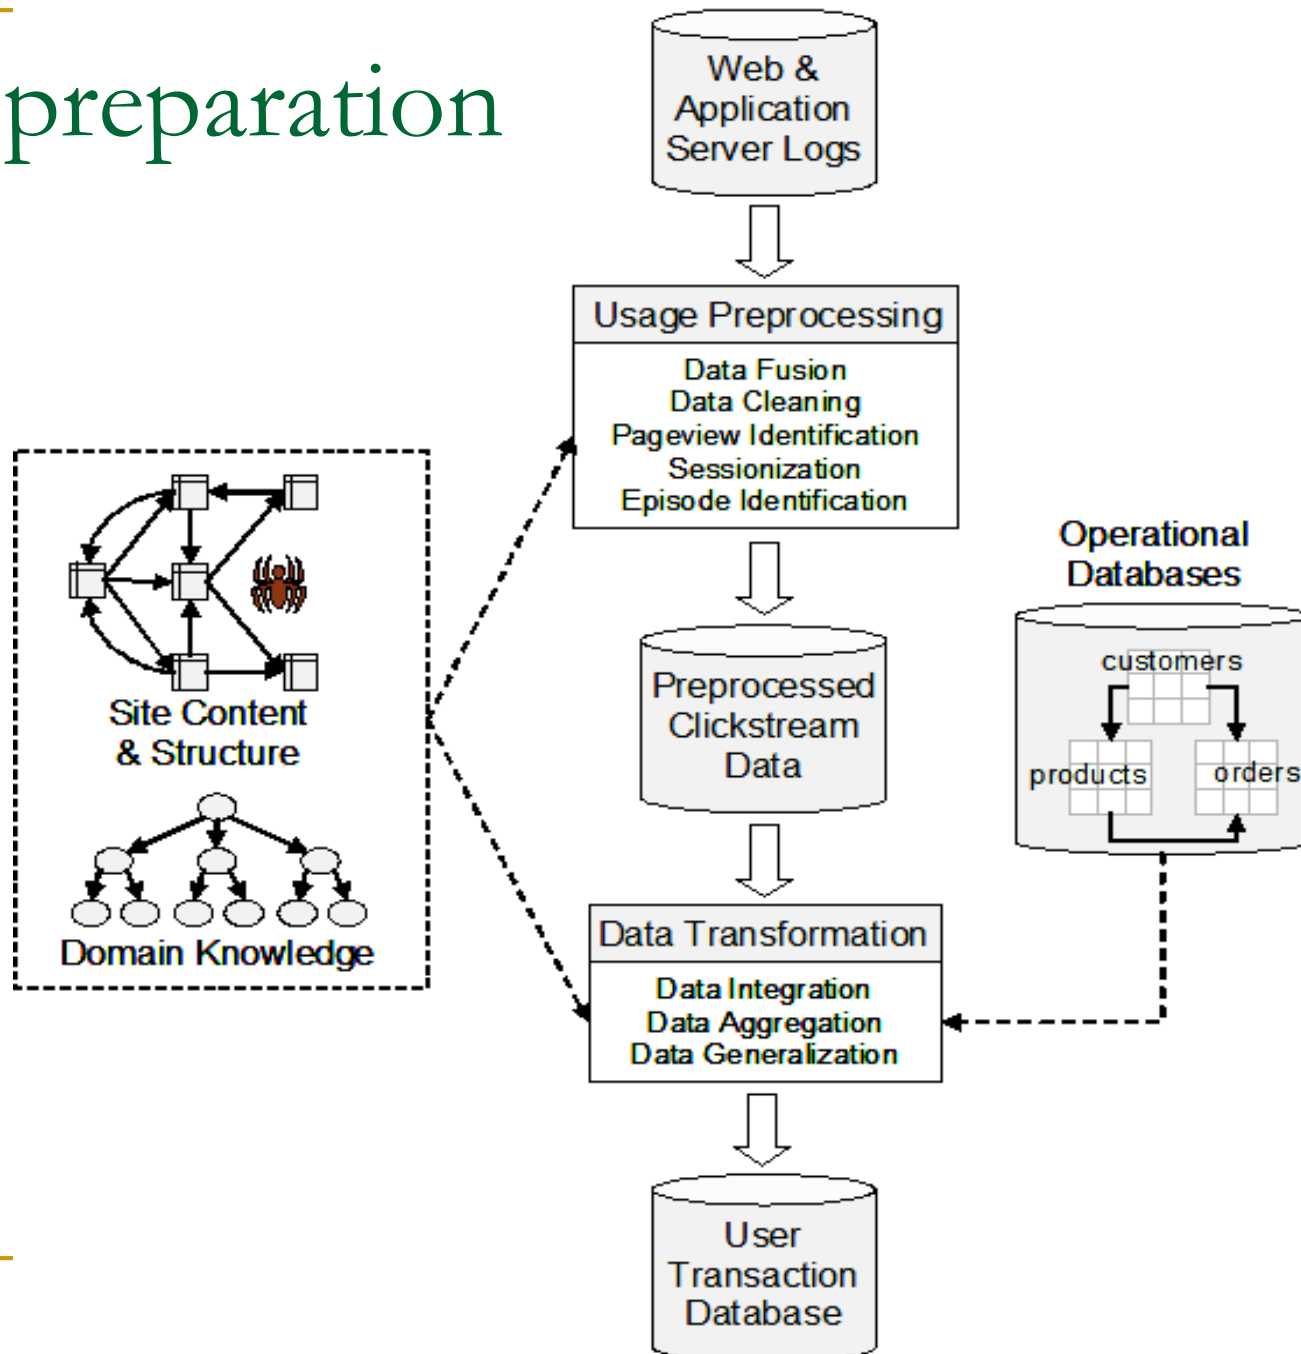 preparation
Web &
Application
Server Logs
Usage Preprocessing
Data Fusion
Data Cleaning
Pageview Identification
Sessionization
Episode Identification
Site Content
& Structure
Domain Knowledge
Operational
Databases
customers
products
orders
Preprocessed
Clickstream
Data
Data Transformation
Data Integration
Data Aggregation
Data Generalization
User
Transaction
Database